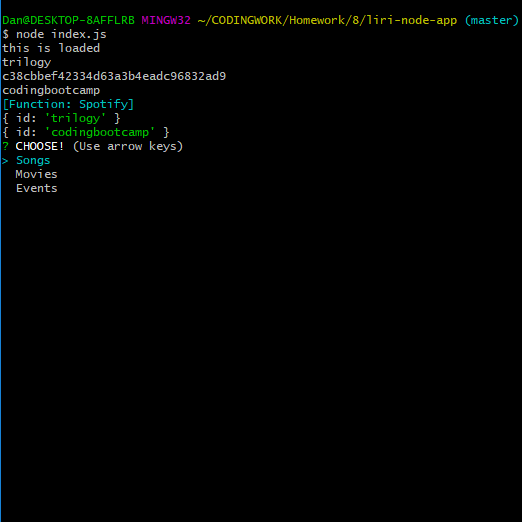 Dan@DESKTOP-8AFFLRB MINGW32 ~/CODINGWORK/Homework/8/liri-node-app (master)
$ node index.js
this is loaded
trilogy
c38cbbef42334d63a3b4eadc96832ad9
codingbootcamp
[Function: Spotify]
{ id: 'trilogy' }
{ id: 'codingbootcamp' }
? CHOOSE! (Use arrow keys)
> Songs
  Movies
  Events